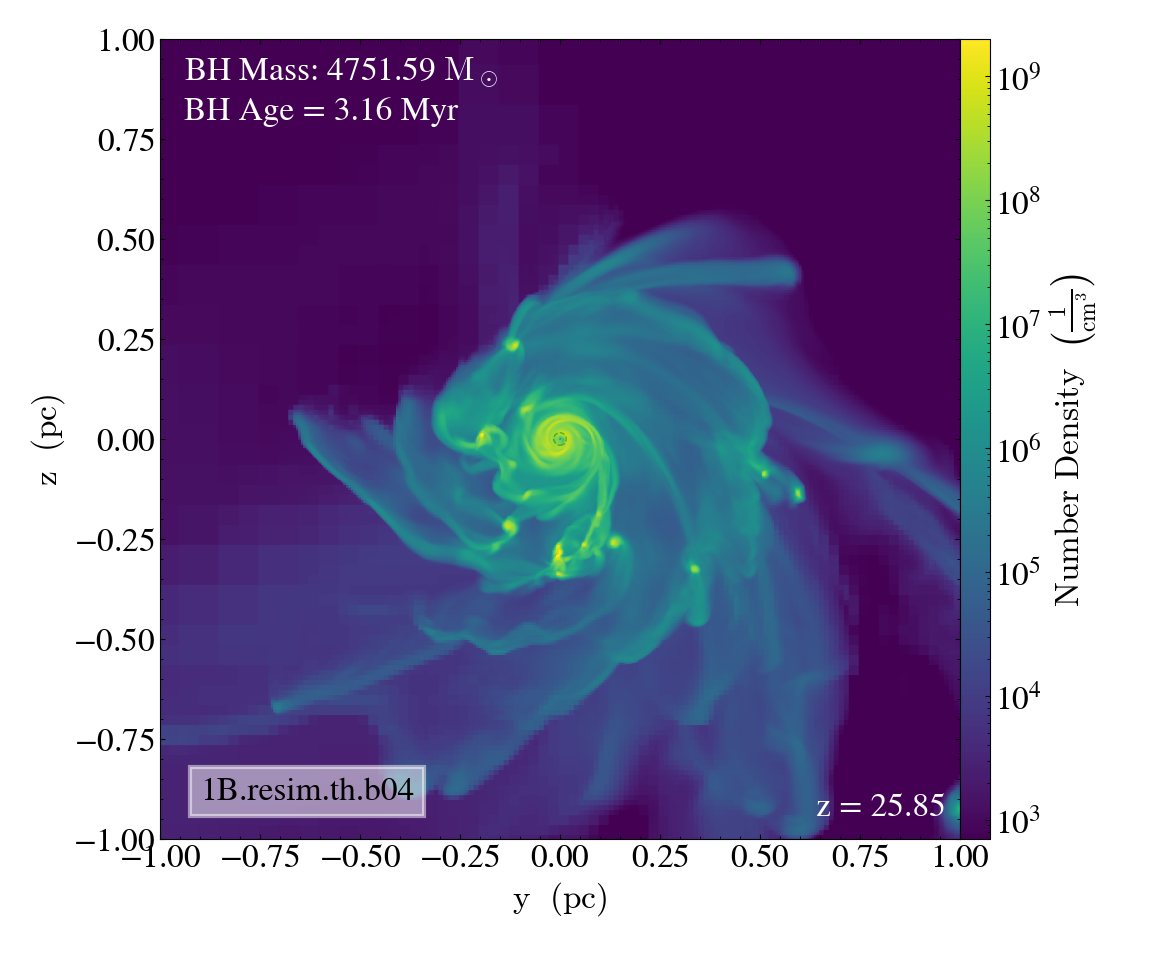 BH Mass: 4751.59 M☉
BH Age = 3.16 Myr
1B.resim.th.b04
z = 25.85
1.00
0.75
0.50
0.25
0.00
−0.25
−0.50
−0.75
−1.00
z (pc)
−1.00 −0.75 −0.50 −0.25 0.00 0.25 0.50 0.75 1.00
y (pc)
10⁹
10⁸
10⁷
10⁶
10⁵
10⁴
10³
Number Density (1/cm³)